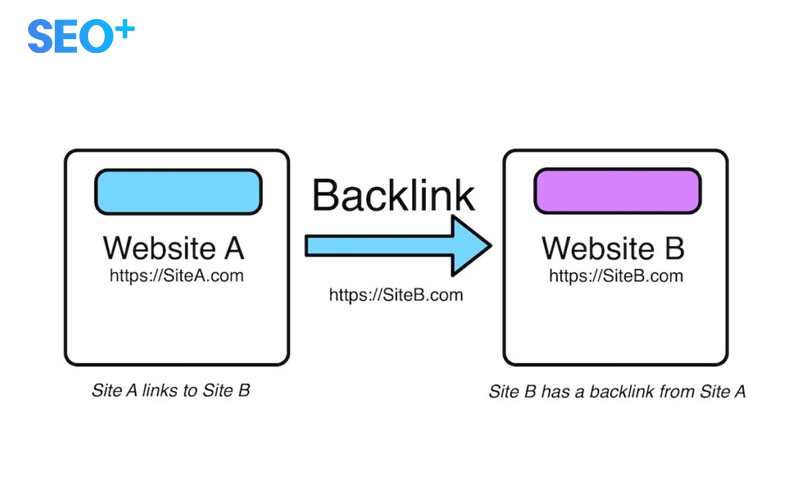 SEO+
Backlink
Website A
https://SiteA.com
https://SiteB.com
Website B
https://SiteB.com
Site A links to Site B
Site B has a backlink from Site A